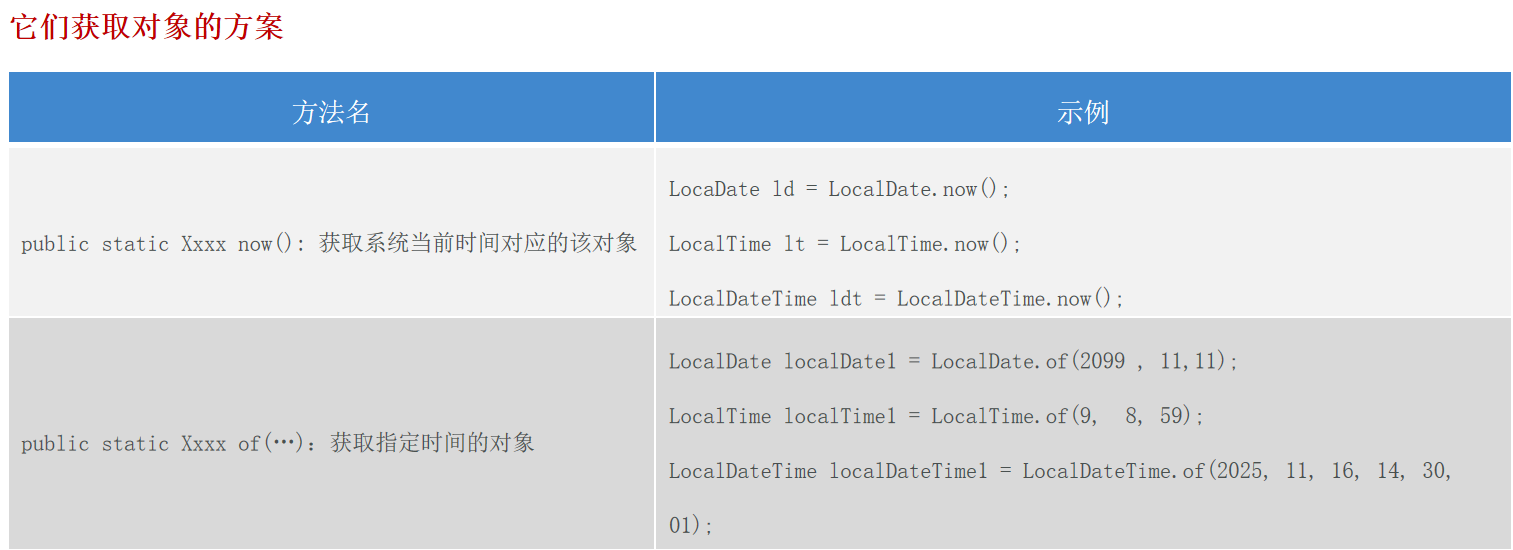 它们获取对象的方案
方法名
示例
public static Xxxx now(): 获取系统当前时间对应的该对象
LocaDate ld = LocalDate.now();
LocalTime lt = LocalTime.now();
LocalDateTime ldt = LocalDateTime.now();
public static Xxxx of(…)：获取指定时间的对象
LocalDate localDate1 = LocalDate.of(2099 , 11,11);
LocalTime localTime1 = LocalTime.of(9,  8, 59);
LocalDateTime localDateTime1 = LocalDateTime.of(2025, 11, 16, 14, 30,
01);